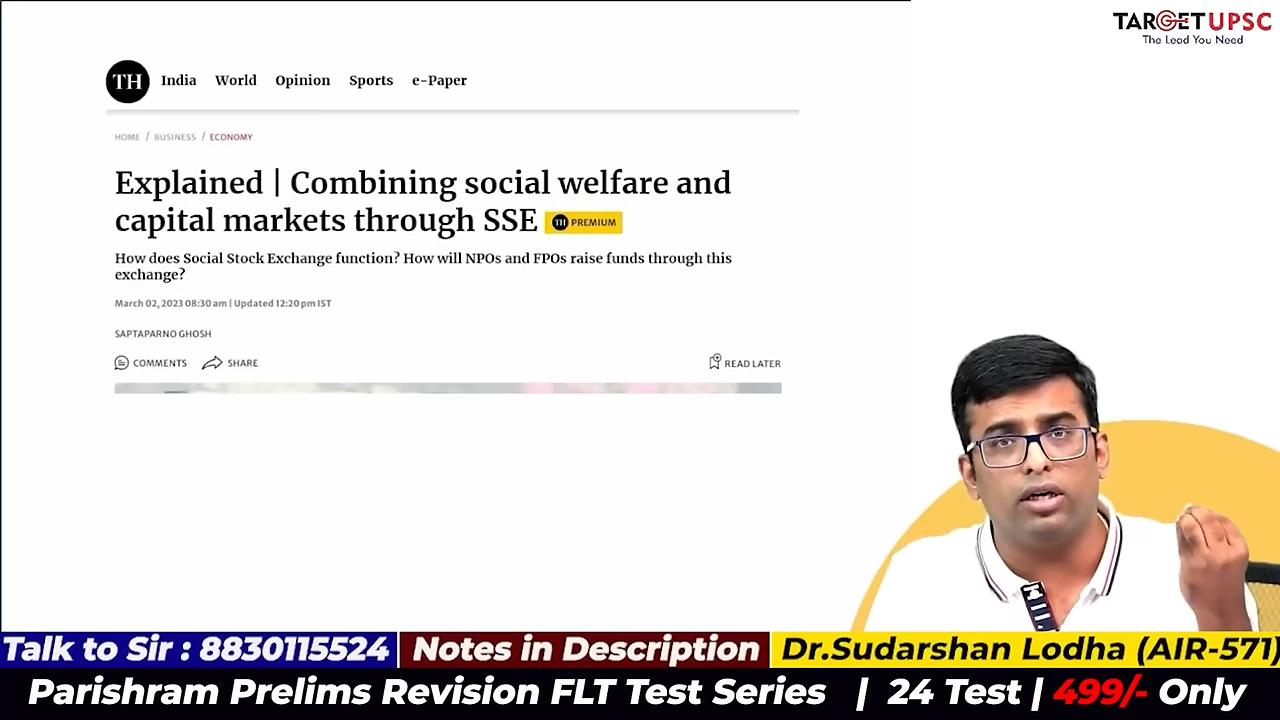 TARGET UPSC
The Lead You Need
TH India World Opinion Sports e-Paper
HOME / BUSINESS / ECONOMY
Explained | Combining social welfare and
capital markets through SSE TH PREMIUM
How does Social Stock Exchange function? How will NPOs and FPOs raise funds through this
exchange?
March 02, 2023 08:30 am | Updated 12:20 pm IST
SAPTAPARNO GHOSH
COMMENTS SHARE READ LATER
Talk to Sir : 8830115524 Notes in Description Dr.Sudarshan Lodha (AIR-571)
Parishram Prelims Revision FLT Test Series | 24 Test | 499/- Only